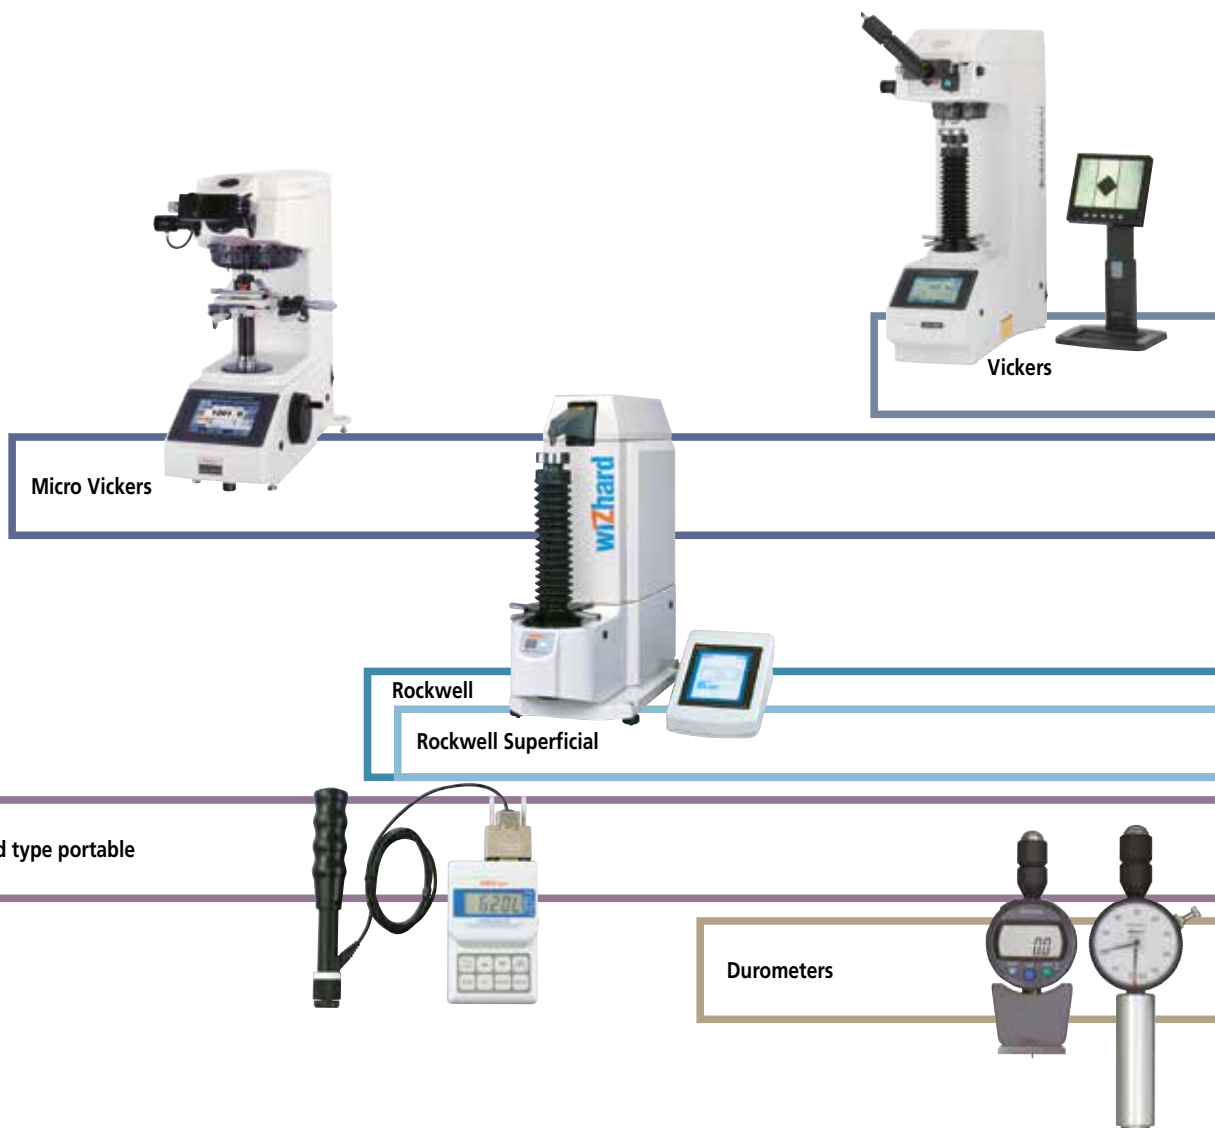 Vickers
Micro Vickers
wiZhard
Rockwell
Rockwell Superficial
d type portable
620L
0.0
Durometers